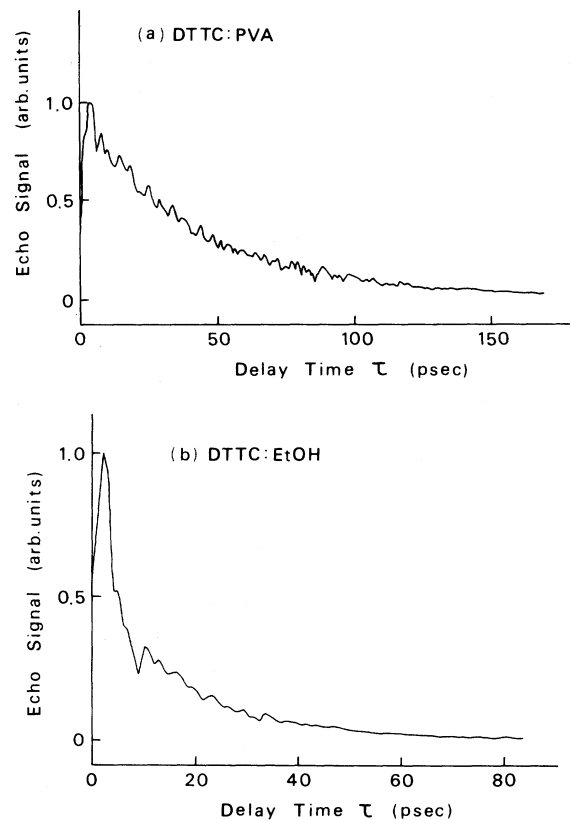 (a) DTTC:PVA
Echo Signal (arb.units)
1.0
0.5
0
0 50 100 150
Delay Time τ (psec)
(b) DTTC:EtOH
Echo Signal (arb.units)
1.0
0.5
0
0 20 40 60 80
Delay Time τ (psec)